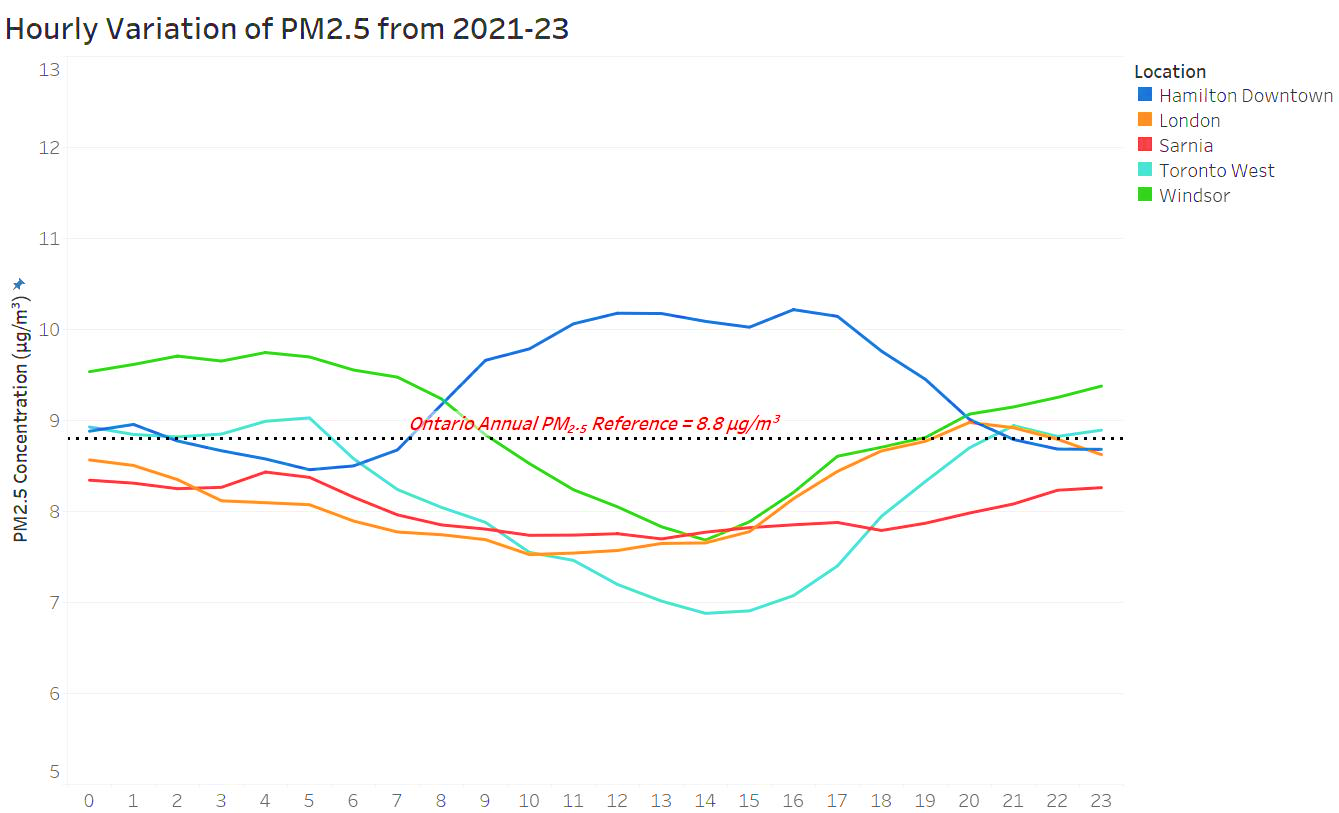 Hourly Variation of PM2.5 from 2021-23
PM2.5 Concentration (µg/m³)
13
12
11
10
9
8
7
6
5
Ontario Annual PM₂.₅ Reference = 8.8 µg/m³
0 1 2 3 4 5 6 7 8 9 10 11 12 13 14 15 16 17 18 19 20 21 22 23
Location
Hamilton Downtown
London
Sarnia
Toronto West
Windsor